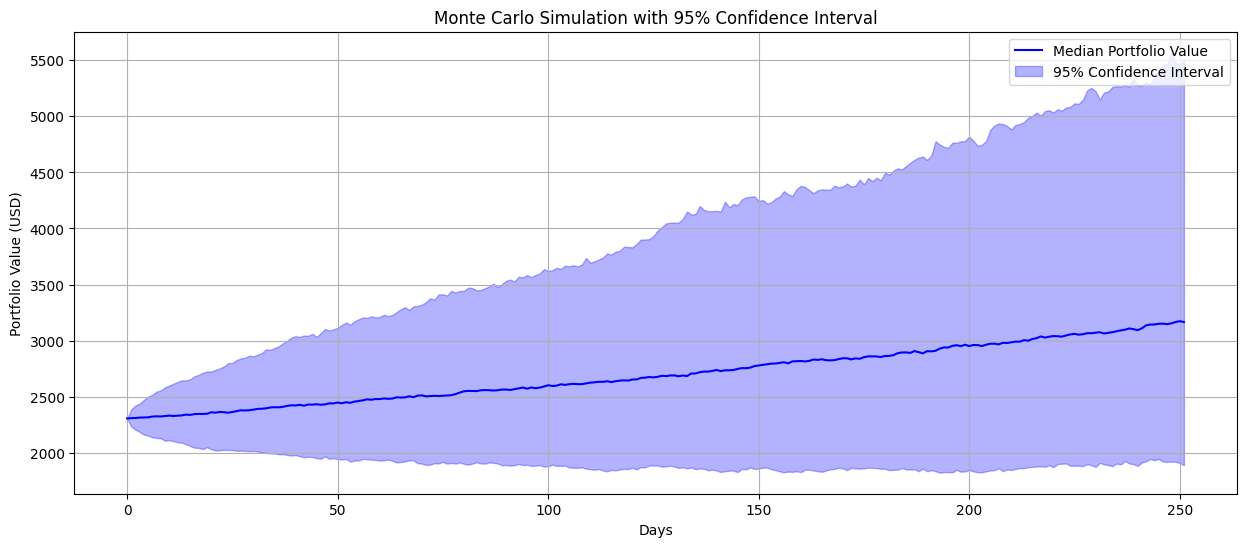 Monte Carlo Simulation with 95% Confidence Interval
Median Portfolio Value
95% Confidence Interval
Portfolio Value (USD)
5500
5000
4500
4000
3500
3000
2500
2000
0 50 100 150 200 250
Days